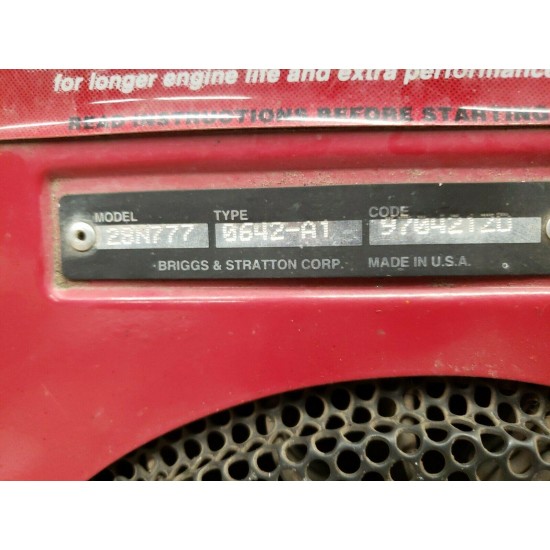 for longer engine life and extra performance
READ INSTRUCTIONS BEFORE STARTING
MODEL TYPE CODE
28N777 0642-A1 970421ZD
BRIGGS & STRATTON CORP. MADE IN U.S.A.